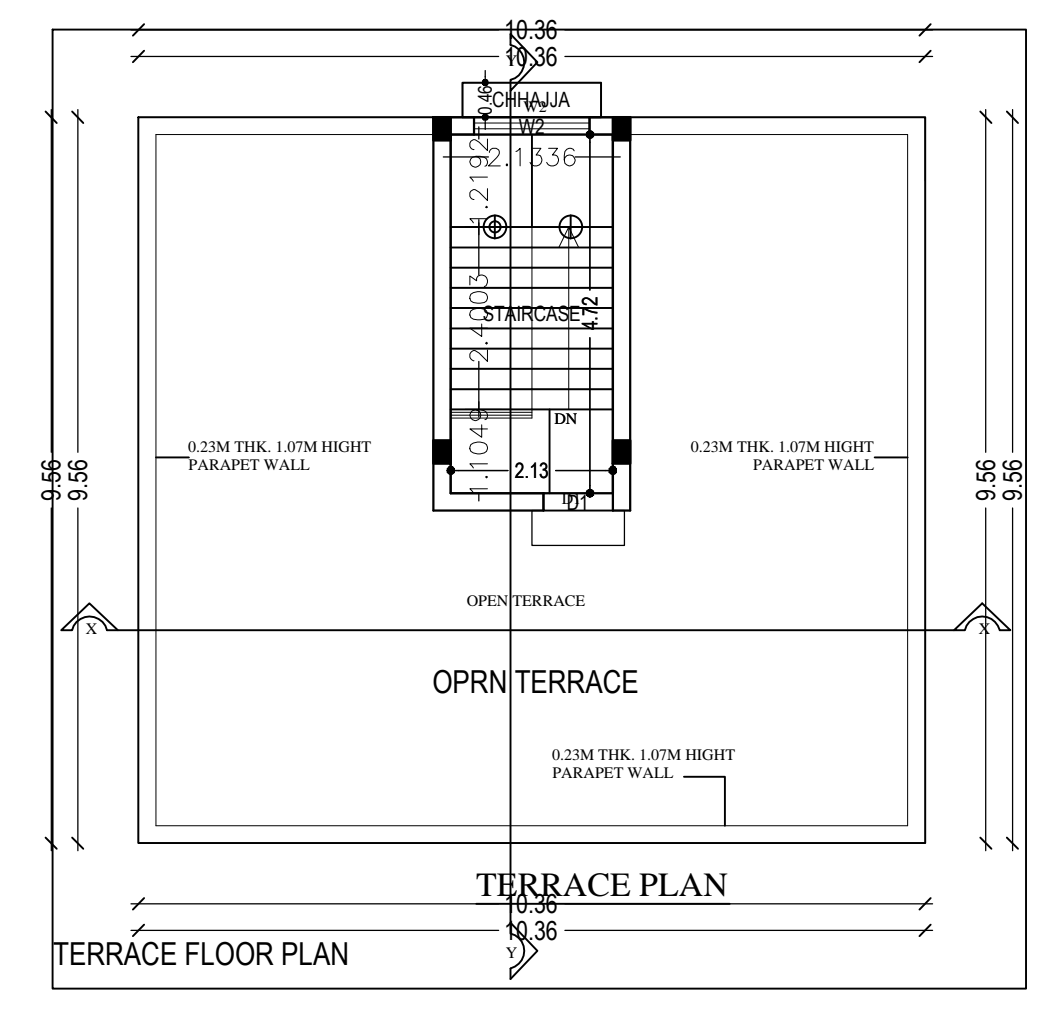 10.36
10.36
Y
0.46
CHHAJJA
W2
W2
2.1336
1.2192
2.4003
STAIRCASE
4.72
1.1049
DN
0.23M THK. 1.07M HIGHT
PARAPET WALL
0.23M THK. 1.07M HIGHT
PARAPET WALL
9.56
9.56
2.13
9.56
9.56
D1
D1
OPEN TERRACE
X
X
OPRN TERRACE
0.23M THK. 1.07M HIGHT
PARAPET WALL
TERRACE PLAN
10.36
10.36
Y
TERRACE FLOOR PLAN